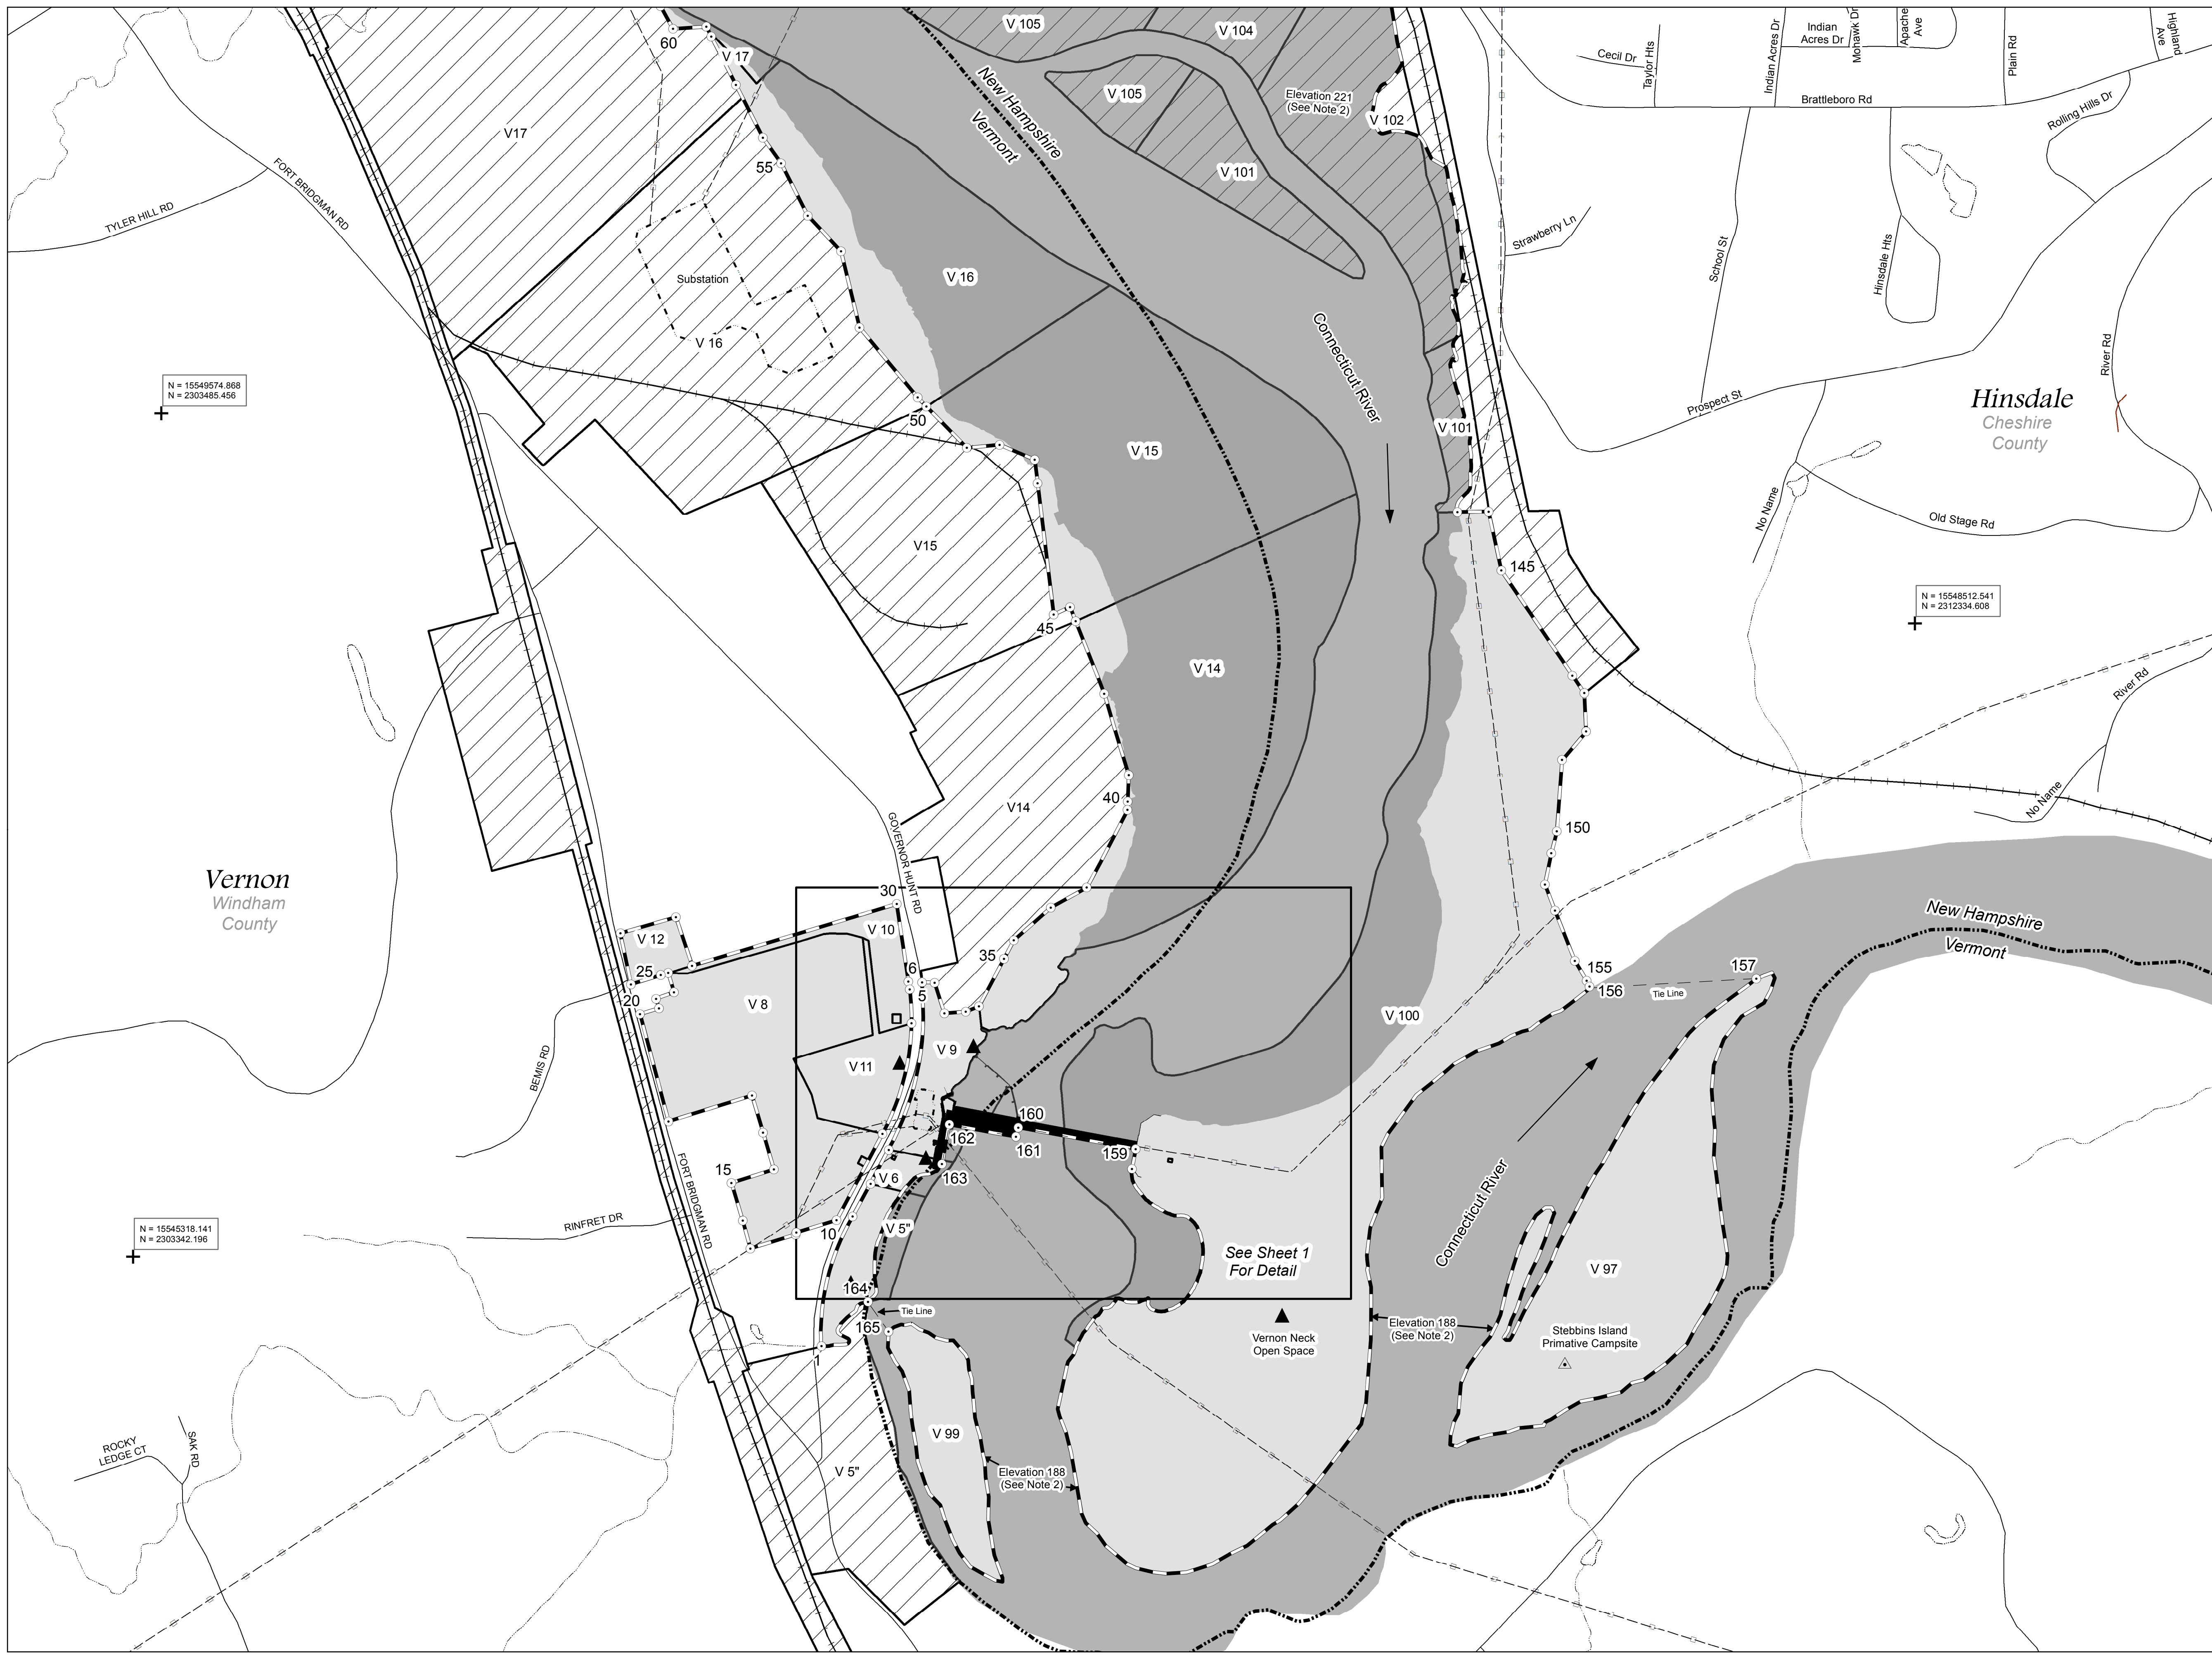 60
V 17
V 105
V 104
New Hampshire
Vermont
V 105
Elevation 221
(See Note 2)
V 102
V 101
Cecil Dr
Taylor Hts
Indian Acres Dr
Indian
Acres Dr
Mohawk Dr
Apache
Ave
Plain Rd
Highland
Ave
Brattleboro Rd
Rolling Hills Dr
V17
FORT BRIDGMAN RD
TYLER HILL RD
55
Substation
V 16
V 16
Strawberry Ln
School St
Hinsdale Hts
River Rd
Connecticut River
Prospect St
Hinsdale
Cheshire
County
N = 15549574.868
N = 2303485.456
50
V 15
V 101
No Name
Old Stage Rd
V15
145
N = 15548512.541
N = 2312334.608
45
V 14
River Rd
40
V14
No Name
150
GOVERNOR HUNT RD
Vernon
Windham
County
30
V 10
V 12
25
20
6
5
35
V 8
V 9
V 11
V 100
155
156
Tie Line
157
New Hampshire
Vermont
BEMIS RD
160
162
161
159
163
15
V 6
V 5"
10
FORT BRIDGMAN RD
RINFRET DR
N = 15545318.141
N = 2303342.196
See Sheet 1
For Detail
Connecticut River
V 97
164
Tie Line
165
1
Vernon Neck
Open Space
Elevation 188
(See Note 2)
Stebbins Island
Primative Campsite
V 99
V 5"
Elevation 188
(See Note 2)
ROCKY
LEDGE CT
SAK RD